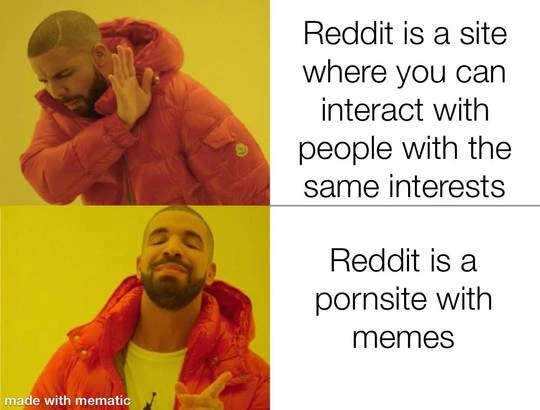 Reddit is a site
where you can
interact with
people with the
same interests
Reddit is a
pornsite with
memes
made with mematic